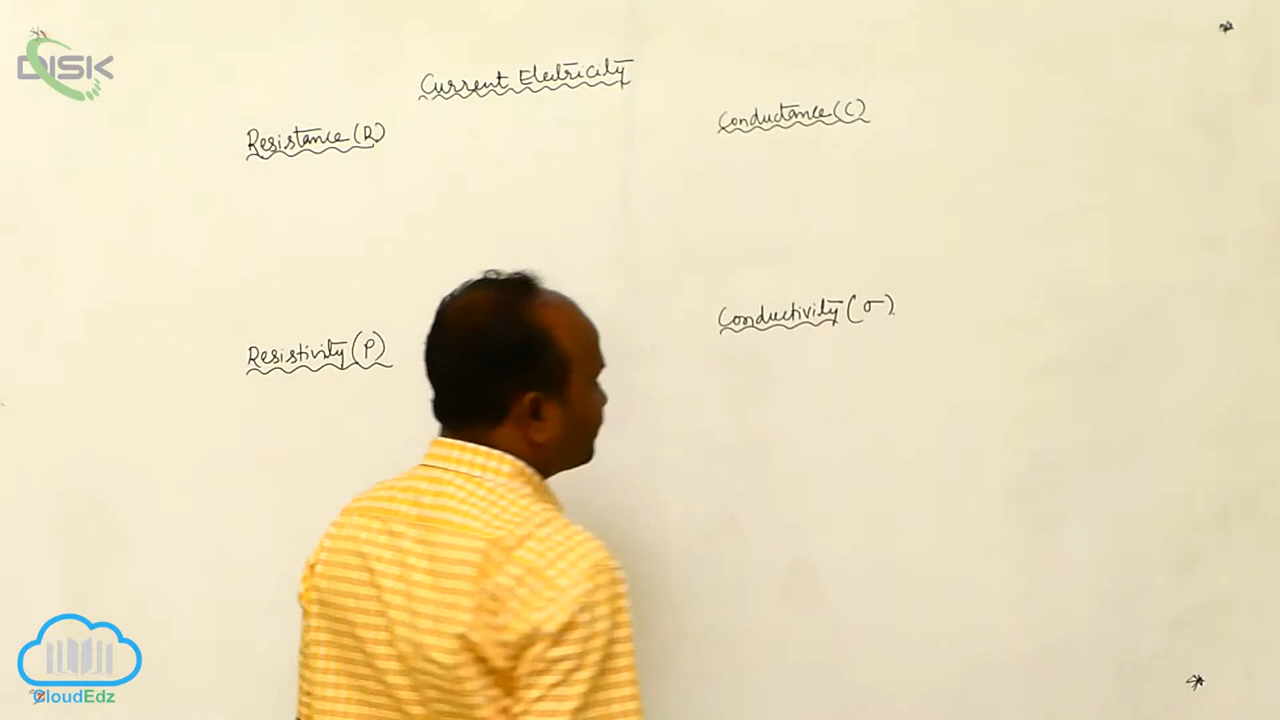 DISK
Current Electricity
Resistance (R)
Conductance (C)
Resistivity (ρ)
Conductivity (σ)
CloudEdz